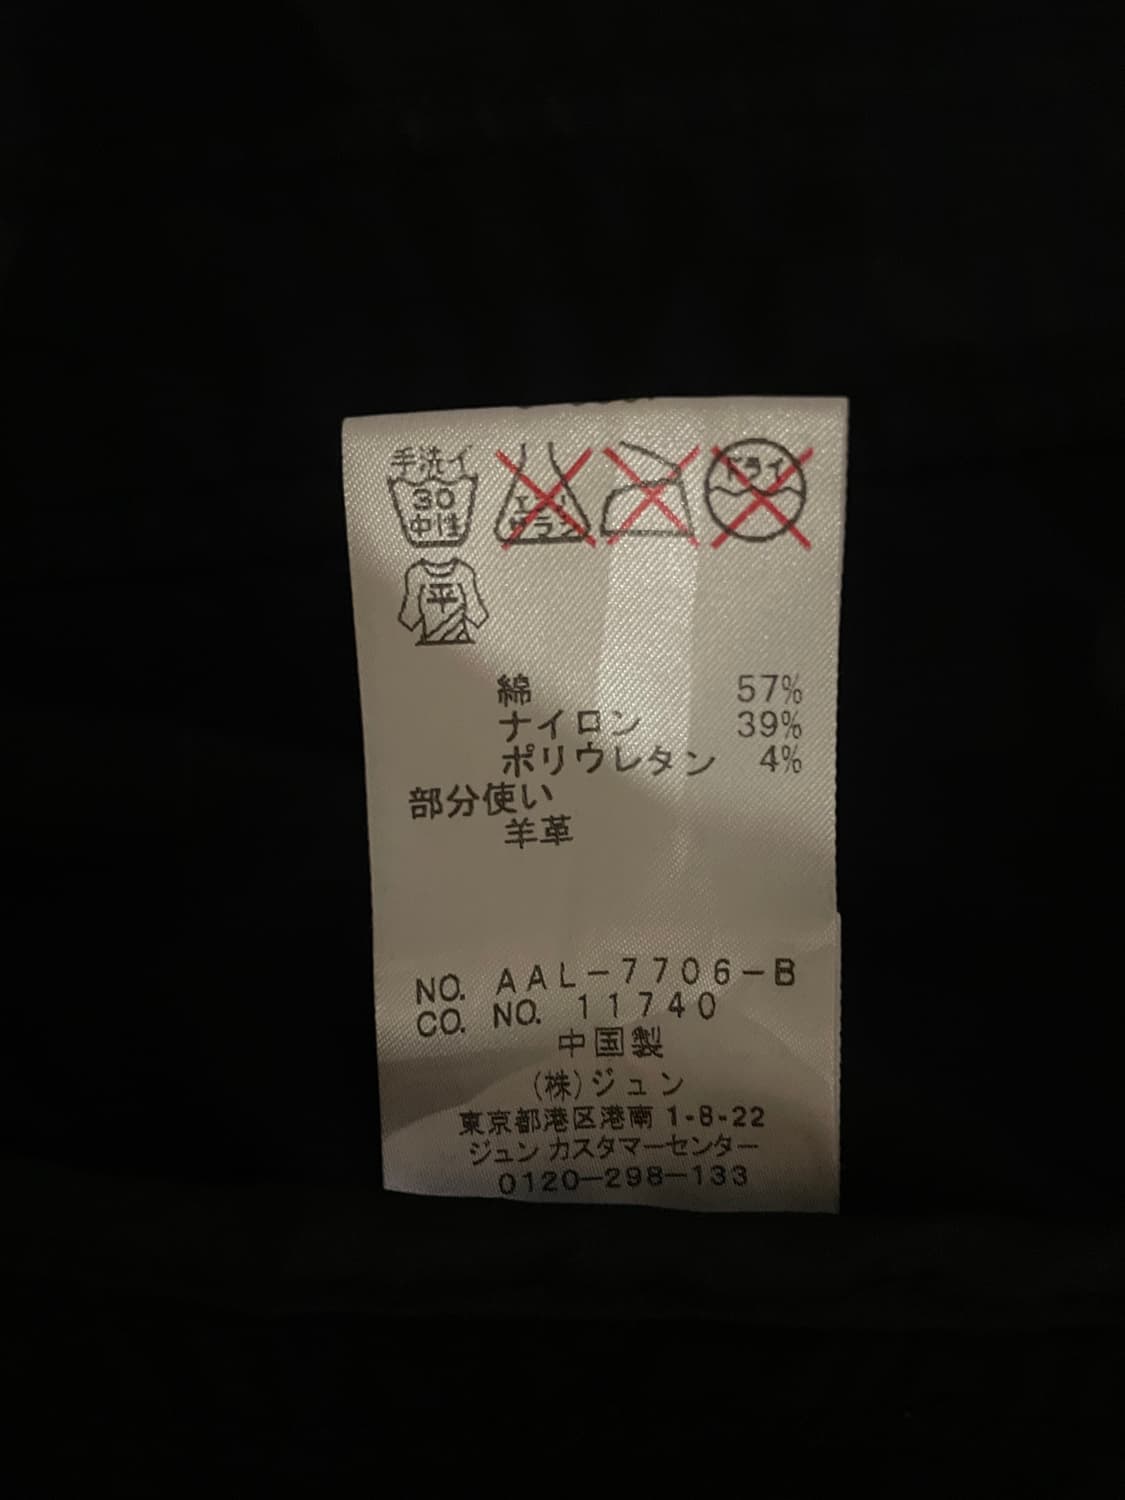 手洗イ
30
中性
エンソ
サラシ
ドライ
平
綿 57%
ナイロン 39%
ポリウレタン 4%
部分使い
羊革
NO. AAL-7706-B
CO. NO. 11740
中国製
(株)ジュン
東京都港区港南 1-8-22
ジュン カスタマーセンター
0120-298-133